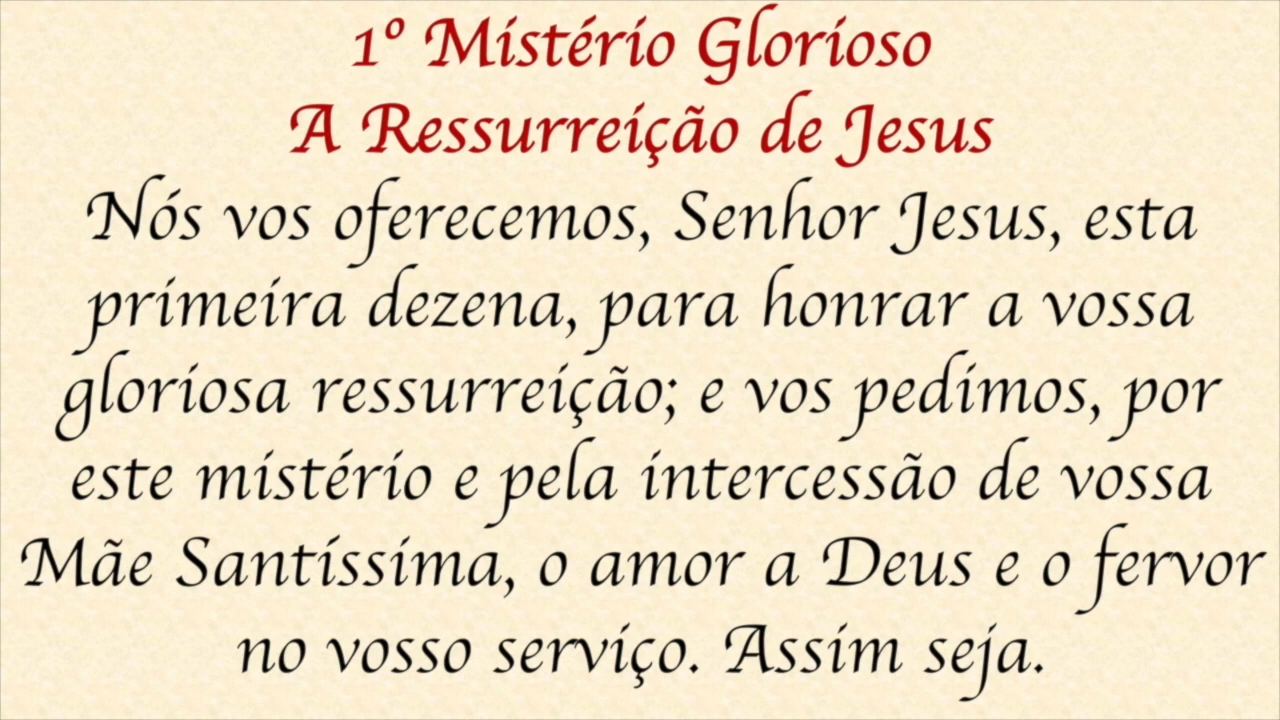 1º Mistério Glorioso
A Ressurreição de Jesus
Nós vos oferecemos, Senhor Jesus, esta
primeira dezena, para honrar a vossa
gloriosa ressurreição; e vos pedimos, por
este mistério e pela intercessão de vossa
Mãe Santíssima, o amor a Deus e o fervor
no vosso serviço. Assim seja.